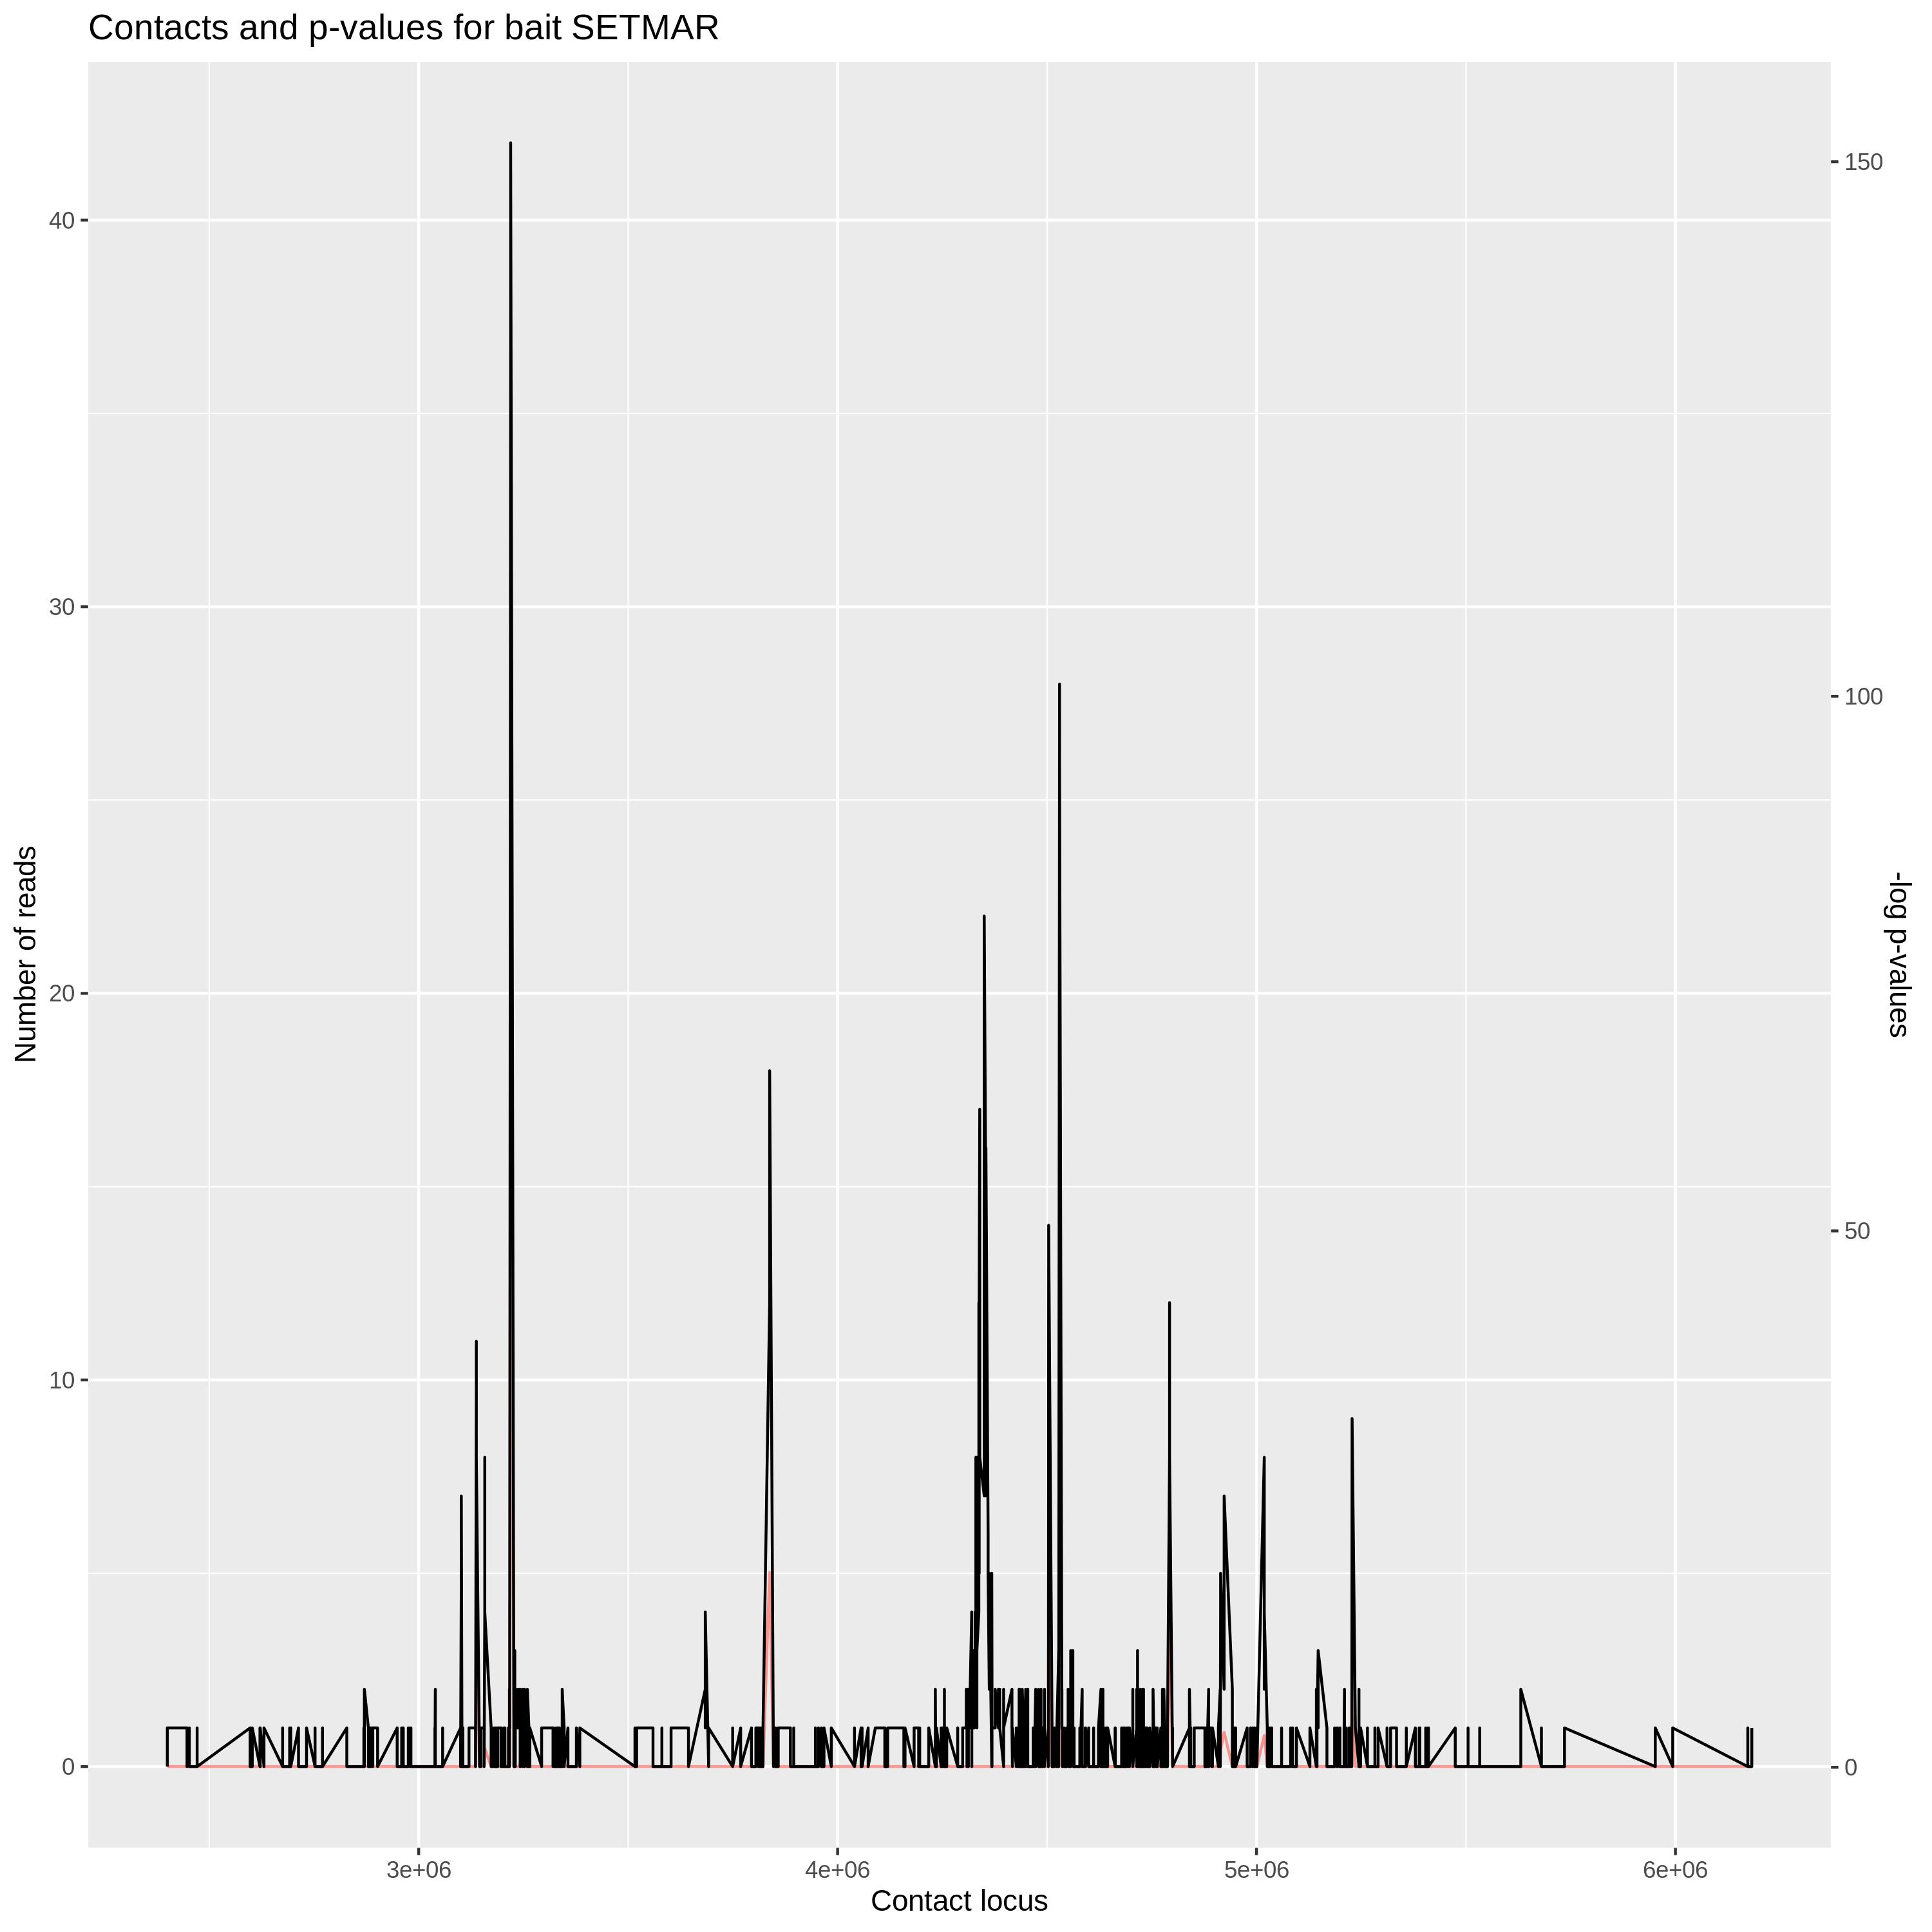 Contacts and p-values for bait SETMAR
Number of reads
40
30
20
10
0
150
100
50
0
-log p-values
3e+06 4e+06 5e+06 6e+06
Contact locus